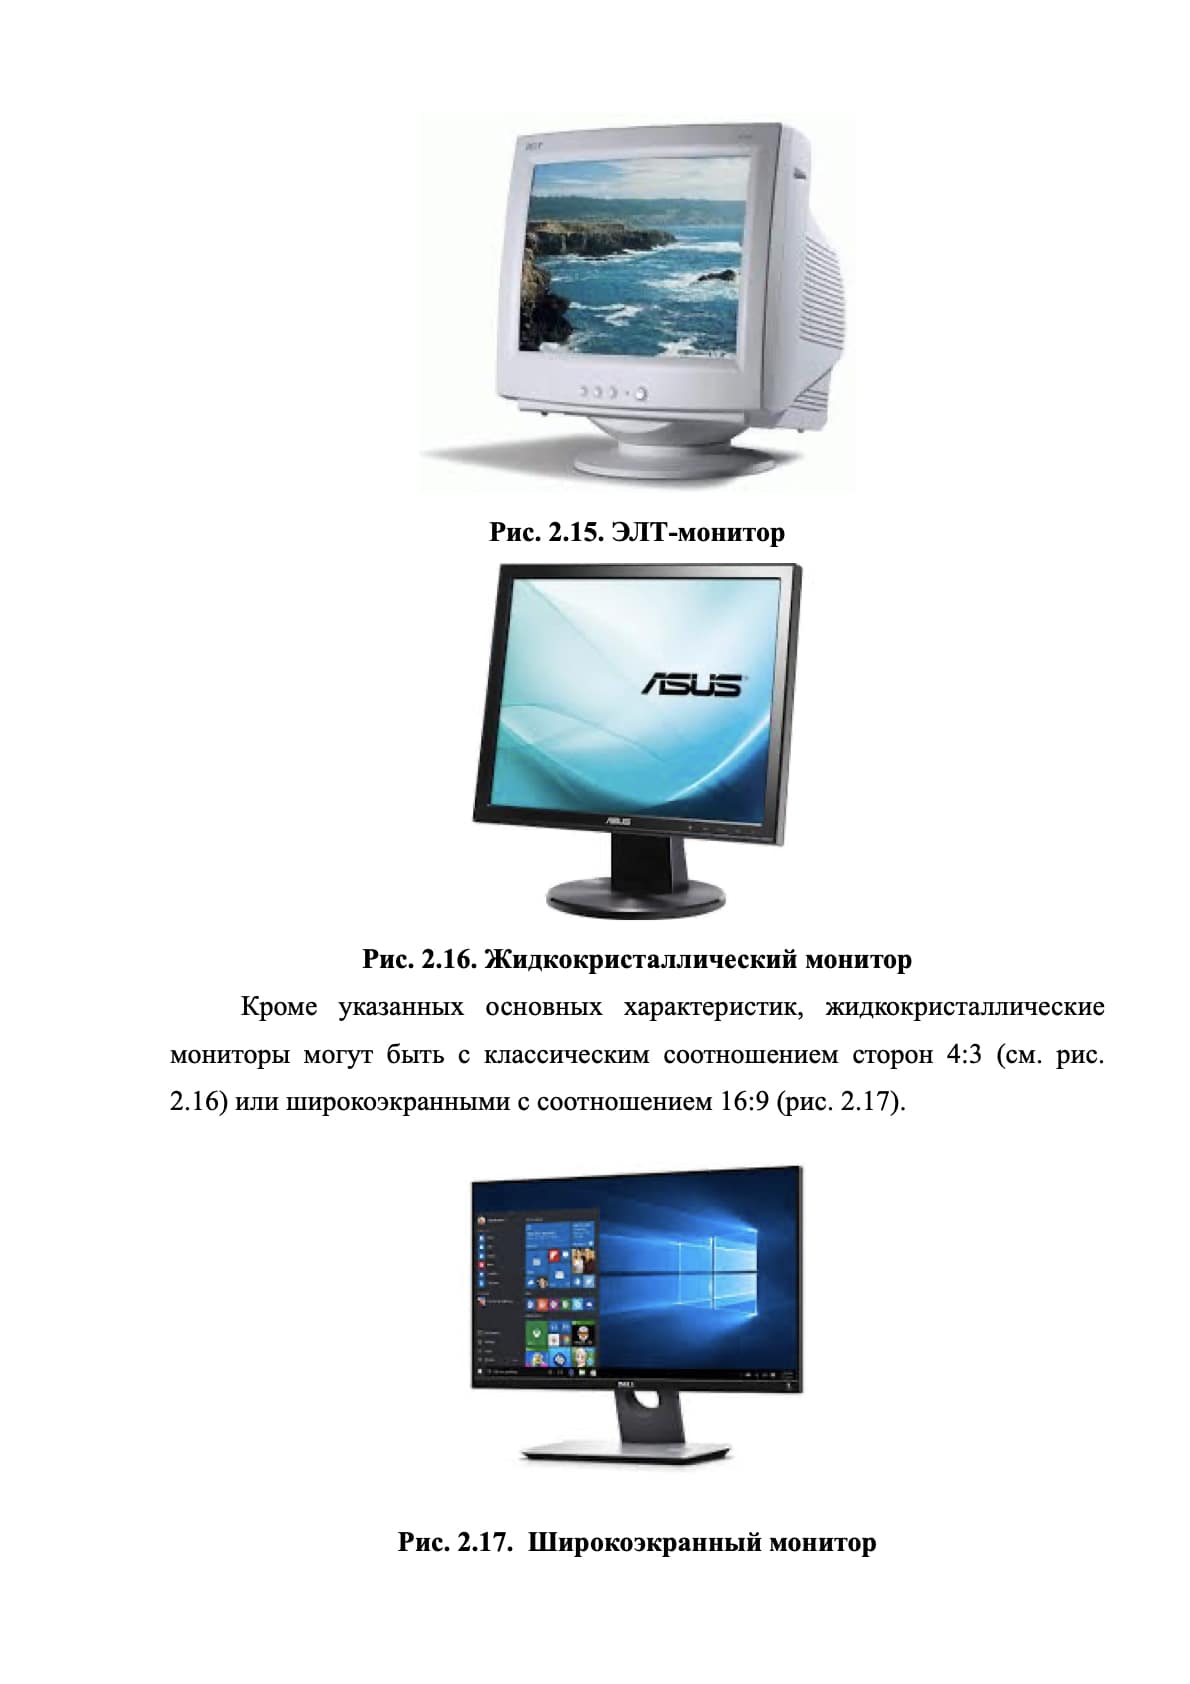 acer
Рис. 2.15. ЭЛТ-монитор
ASUS
ASUS
Рис. 2.16. Жидкокристаллический монитор
Кроме указанных основных характеристик, жидкокристаллические
мониторы могут быть с классическим соотношением сторон 4:3 (см. рис.
2.16) или широкоэкранными с соотношением 16:9 (рис. 2.17).
DELL
Рис. 2.17. Широкоэкранный монитор